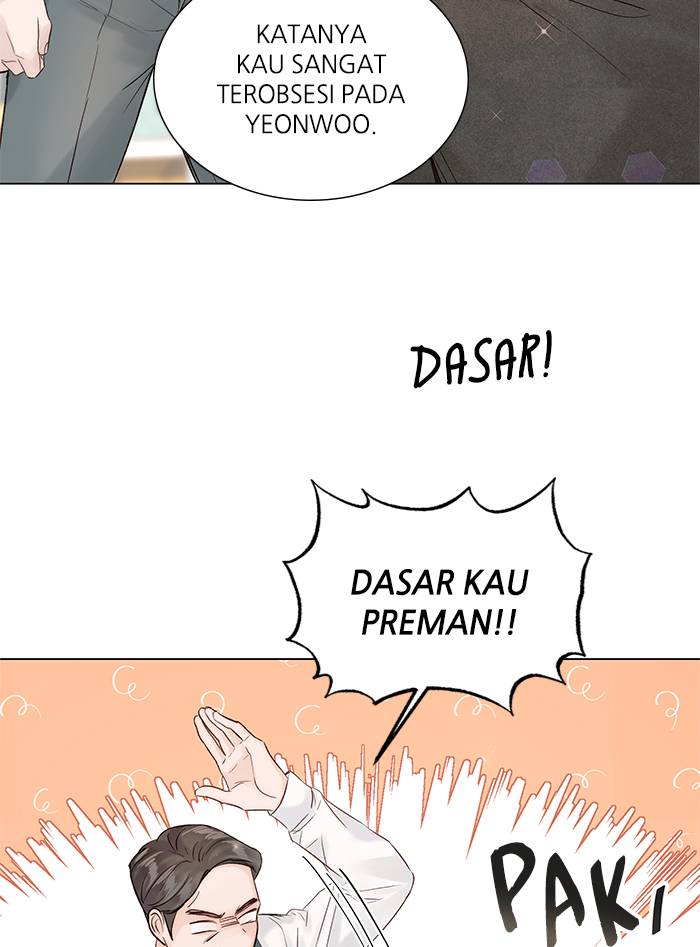 KATANYA
KAU SANGAT
TEROBSESI PADA
YEONWOO.
DASAR!
DASAR KAU
PREMAN!!
PAK!